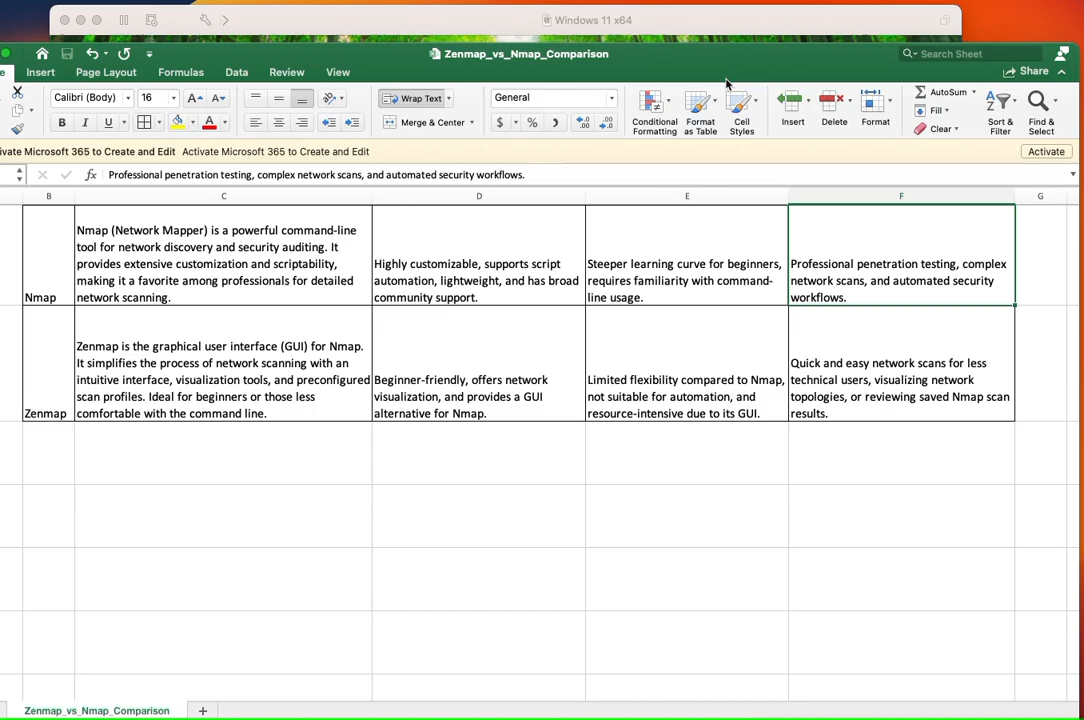 Windows 11 x64
Zenmap_vs_Nmap_Comparison
Search Sheet
Insert Page Layout Formulas Data Review View
Share
Calibri (Body) 16
Wrap Text
General
Merge & Center
Conditional Formatting
Format as Table
Cell Styles
Insert
Delete
Format
AutoSum
Fill
Clear
Sort & Filter
Find & Select
vate Microsoft 365 to Create and Edit Activate Microsoft 365 to Create and Edit
Activate
fx Professional penetration testing, complex network scans, and automated security workflows.
B C D E F G
Nmap
Nmap (Network Mapper) is a powerful command-line
tool for network discovery and security auditing. It
provides extensive customization and scriptability,
making it a favorite among professionals for detailed
network scanning.
Highly customizable, supports script
automation, lightweight, and has broad
community support.
Steeper learning curve for beginners,
requires familiarity with command-
line usage.
Professional penetration testing, complex
network scans, and automated security
workflows.
Zenmap
Zenmap is the graphical user interface (GUI) for Nmap.
It simplifies the process of network scanning with an
intuitive interface, visualization tools, and preconfigured
scan profiles. Ideal for beginners or those less
comfortable with the command line.
Beginner-friendly, offers network
visualization, and provides a GUI
alternative for Nmap.
Limited flexibility compared to Nmap,
not suitable for automation, and
resource-intensive due to its GUI.
Quick and easy network scans for less
technical users, visualizing network
topologies, or reviewing saved Nmap scan
results.
Zenmap_vs_Nmap_Comparison